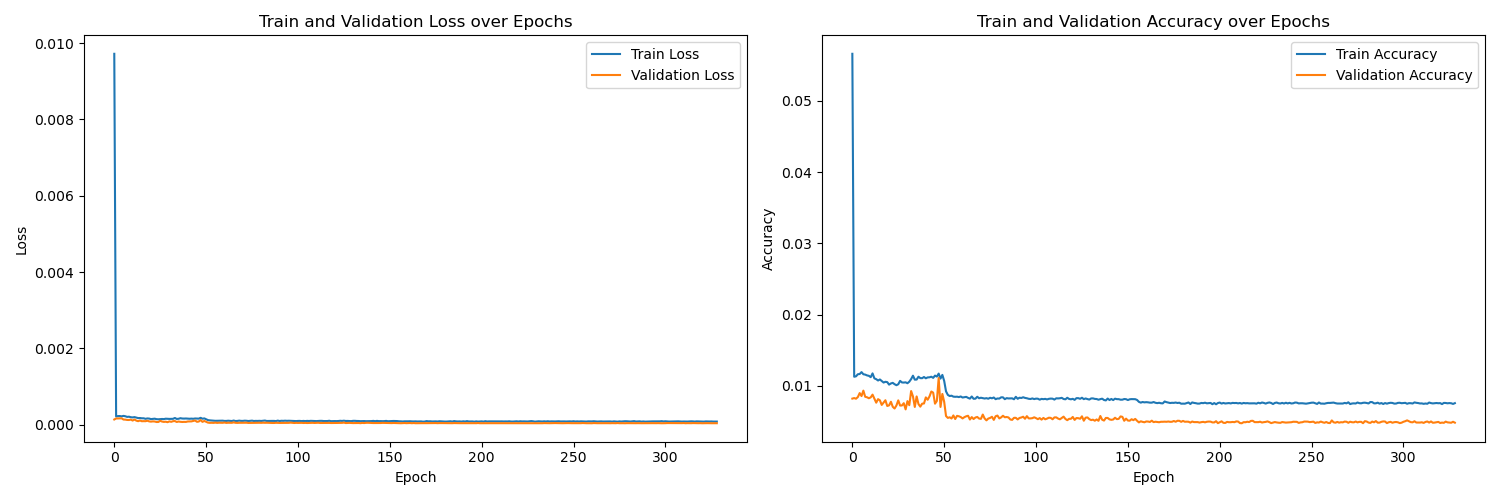 Train and Validation Loss over Epochs
0.010
0.008
0.006
0.004
0.002
0.000
Loss
Train Loss
Validation Loss
0
50
100
150
200
250
300
Epoch
Train and Validation Accuracy over Epochs
0.05
0.04
0.03
0.02
0.01
Accuracy
Train Accuracy
Validation Accuracy
0
50
100
150
200
250
300
Epoch